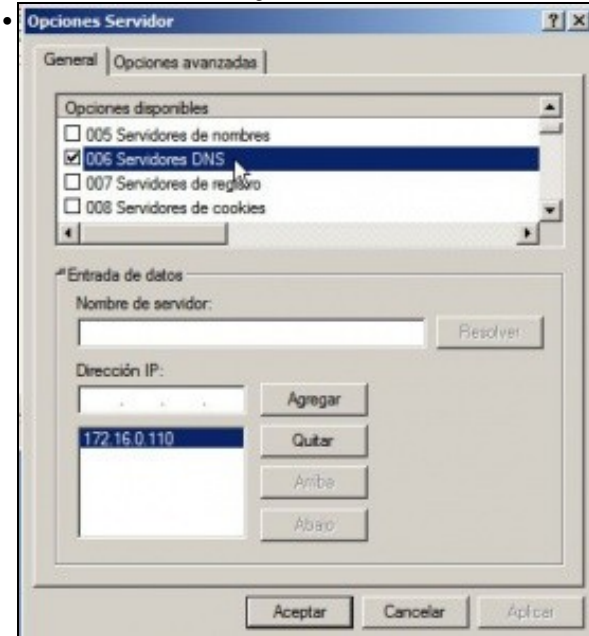 Opciones Servidor
General Opciones avanzadas
Opciones disponibles
005 Servidores de nombres
006 Servidores DNS
007 Servidores de registro
008 Servidores de cookies
Entrada de datos
Nombre de servidor:
Resolver
Dirección IP:
Agregar
172.16.0.110
Quitar
Arriba
Abajo
Aceptar Cancelar Aplicar